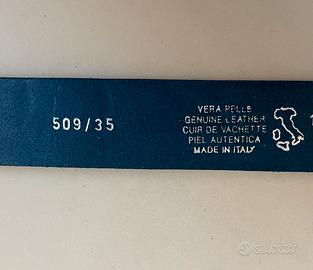 509/35
VERA PELLE
GENUINE LEATHER
CUIR DE VACHETTE
PIEL AUTENTICA
MADE IN ITALY
subito